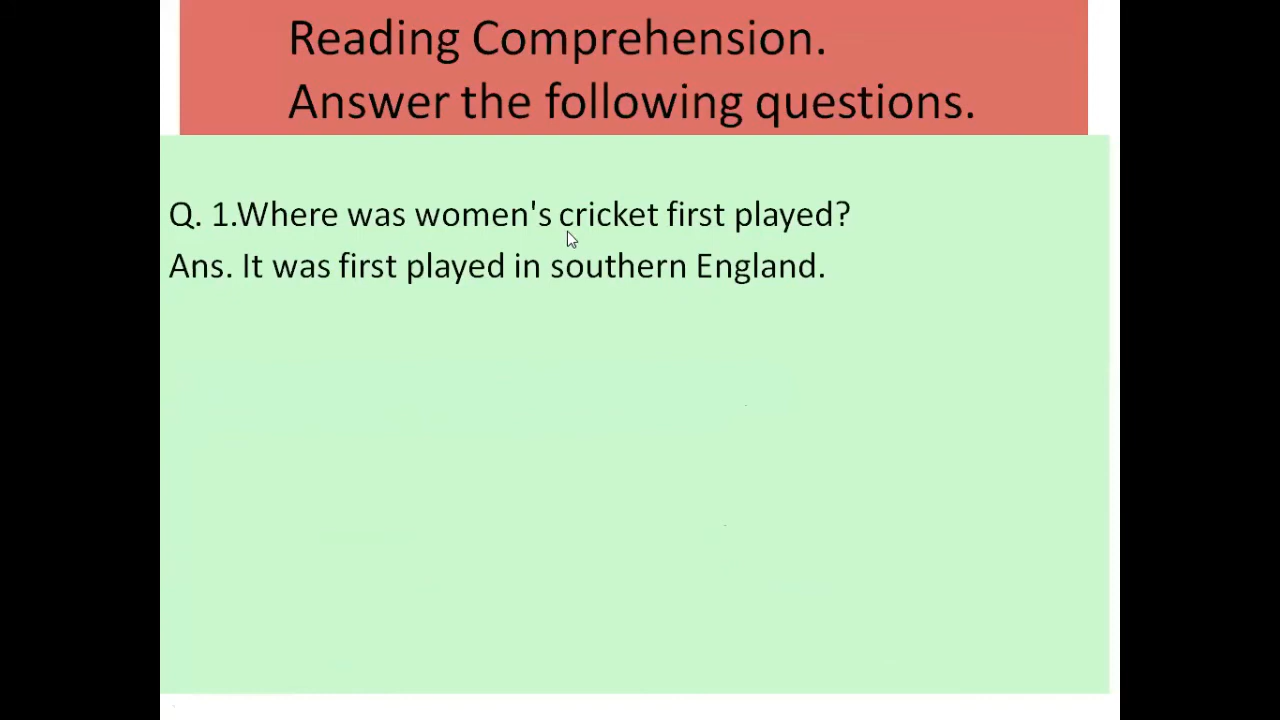 Reading Comprehension.
Answer the following questions.
Q. 1.Where was women's cricket first played?
Ans. It was first played in southern England.